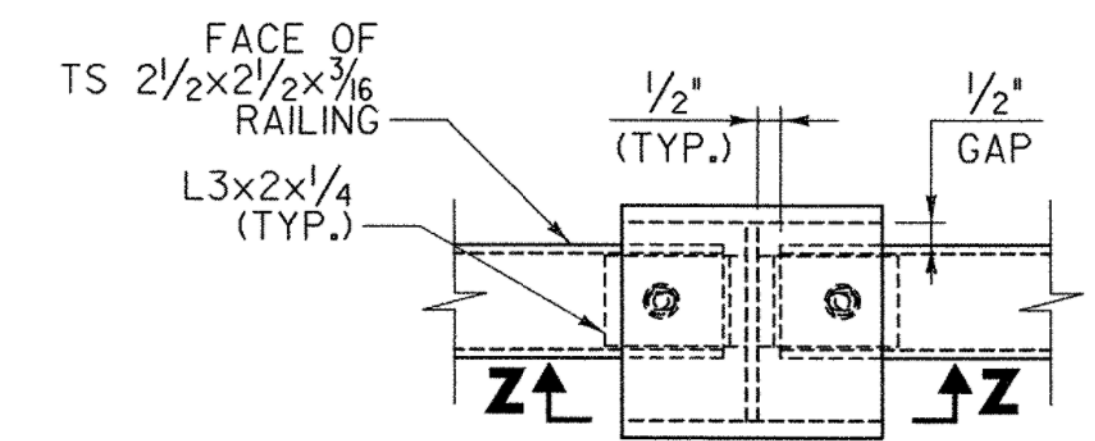 FACE OF
TS 2½x2½x3/16
RAILING
L3x2x¼
(TYP.)
½"
(TYP.)
½"
GAP
Z
Z